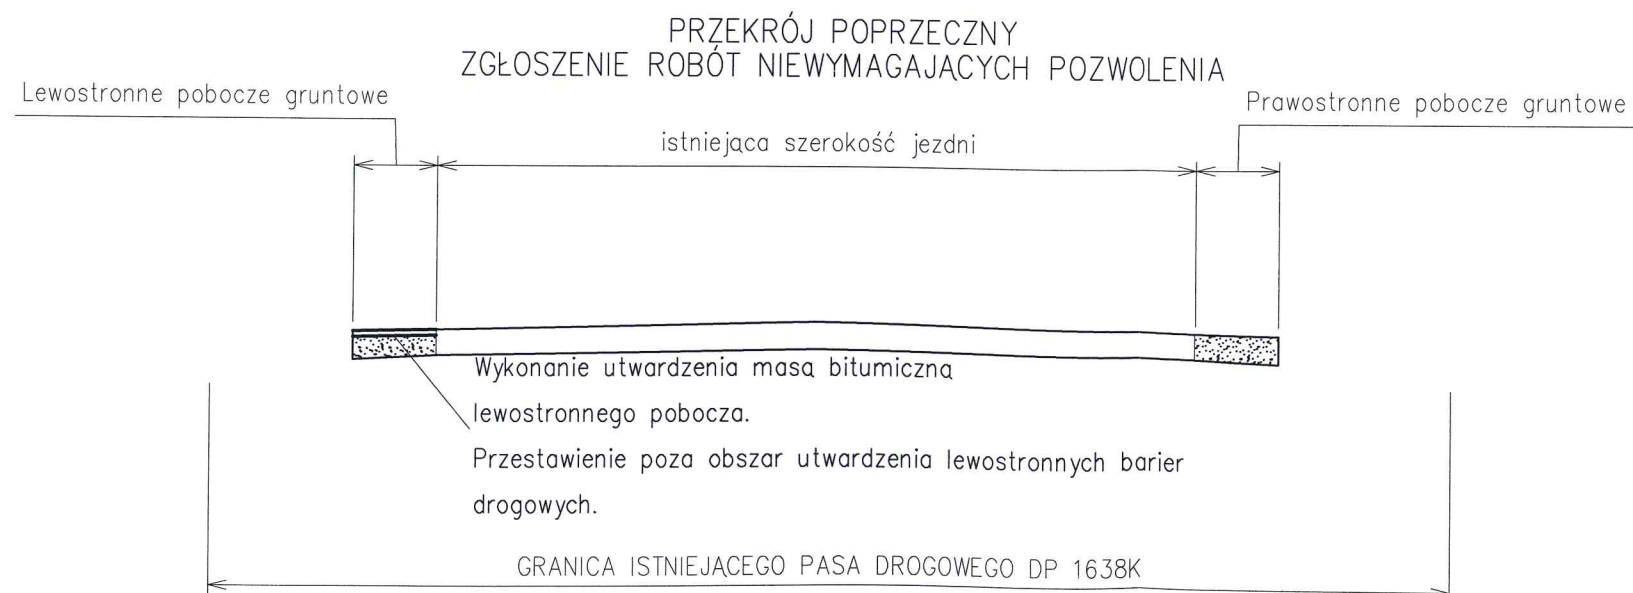 PRZEKRÓJ POPRZECZNY
ZGŁOSZENIE ROBÓT NIEWYMAGAJĄCYCH POZWOLENIA
Lewostronne pobocze gruntowe
Prawostronne pobocze gruntowe
istniejąca szerokość jezdni
Wykonanie utwardzenia masą bitumiczną
lewostronnego pobocza.
Przestawienie poza obszar utwardzenia lewostronnych barier
drogowych.
GRANICA ISTNIEJĄCEGO PASA DROGOWEGO DP 1638K